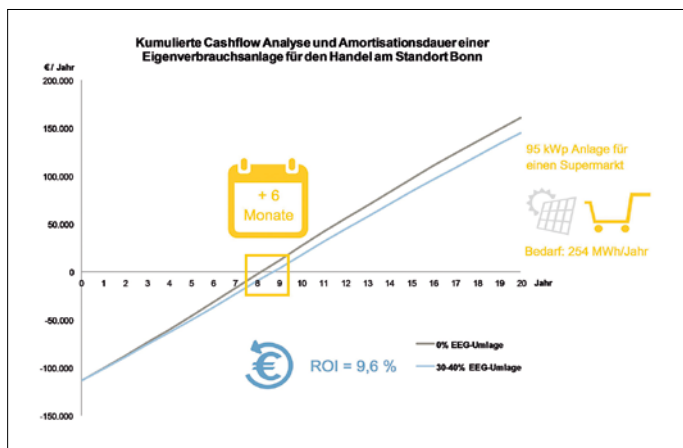 Kumulierte Cashflow Analyse und Amortisationsdauer einer
Eigenverbrauchsanlage für den Handel am Standort Bonn
€/ Jahr
200.000
150.000
100.000
50.000
0
-50.000
-100.000
-150.000
0 1 2 3 4 5 6 7 8 9 10 11 12 13 14 15 16 17 18 19 20 Jahr
+ 6
Monate
95 kWp Anlage für
einen Supermarkt
Bedarf: 254 MWh/Jahr
€ ROI = 9,6 %
0% EEG-Umlage
30-40% EEG-Umlage